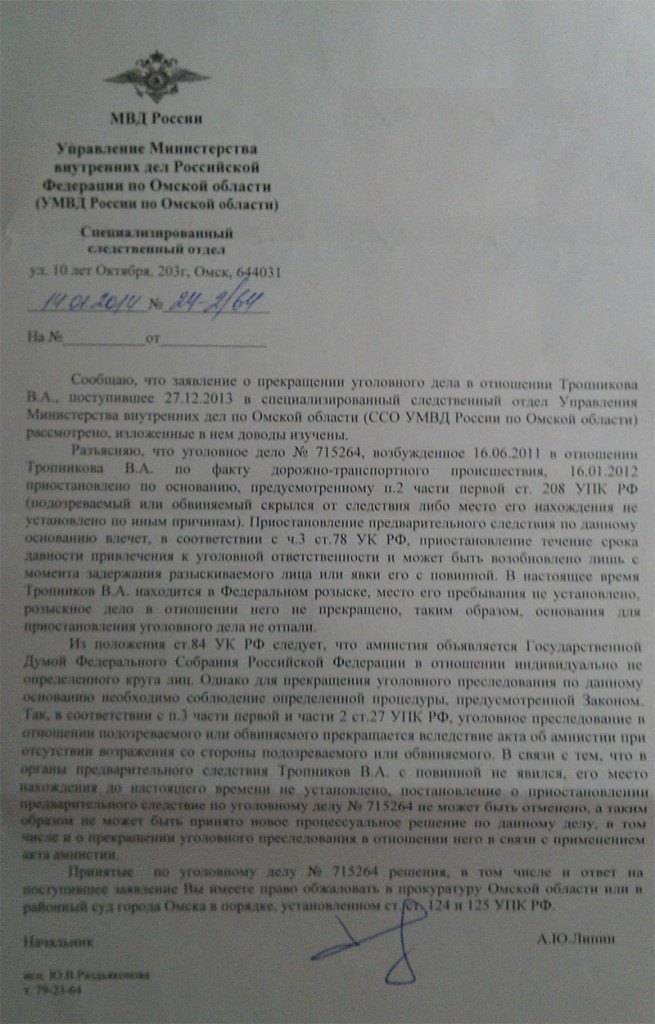 МВД России
Управление Министерства
внутренних дел Российской
Федерации по Омской области
(УМВД России по Омской области)
Специализированный
следственный отдел
ул. 10 лет Октября, 203г, Омск, 644031
14.01.2014 № 24-2/64
На №__________от______________
Сообщаю, что заявление о прекращении уголовного дела в отношении Тропникова
В.А., поступившее 27.12.2013 в специализированный следственный отдел Управления
Министерства внутренних дел по Омской области (ССО УМВД России по Омской области)
рассмотрено, изложенные в нем доводы изучены.
Разъясняю, что уголовное дело № 715264, возбужденное 16.06.2011 в отношении
Тропникова В.А. по факту дорожно-транспортного происшествия, 16.01.2012
приостановлено по основанию, предусмотренному п.2 части первой ст. 208 УПК РФ
(подозреваемый или обвиняемый скрылся от следствия либо место его нахождения не
установлено по иным причинам). Приостановление предварительного следствия по данному
основанию влечет, в соответствии с ч.3 ст.78 УК РФ, приостановление течение срока
давности привлечения к уголовной ответственности и может быть возобновлено лишь с
момента задержания разыскиваемого лица или явки его с повинной. В настоящее время
Тропников В.А. находится в Федеральном розыске, место его пребывания не установлено,
розыскное дело в отношении него не прекращено, таким образом, основания для
приостановления уголовного дела не отпали.
Из положения ст.84 УК РФ следует, что амнистия объявляется Государственной
Думой Федерального Собрания Российской Федерации в отношении индивидуально не
определенного круга лиц. Однако для прекращения уголовного преследования по данному
основанию необходимо соблюдение определенной процедуры, предусмотренной Законом.
Так, в соответствии с п.3 части первой и части 2 ст.27 УПК РФ, уголовное преследование в
отношении подозреваемого или обвиняемого прекращается вследствие акта об амнистии при
отсутствии возражения со стороны подозреваемого или обвиняемого. В связи с тем, что в
органы предварительного следствия Тропников В.А. с повинной не явился, его место
нахождения до настоящего времени не установлено, постановление о приостановлении
предварительного следствие по уголовному делу № 715264 не может быть отменено, а таким
образом не может быть принято новое процессуальное решение по данному делу, в том
числе и о прекращении уголовного преследования в отношении него в связи с применением
акта амнистии.
Принятые по уголовному делу № 715264 решения, в том числе и ответ на
поступившее заявление Вы имеете право обжаловать в прокуратуру Омской области или в
районный суд города Омска в порядке, установленном ст. ст. 124 и 125 УПК РФ.
Начальник
А.Ю.Липин
исп. Ю.В.
т. 79-23-64